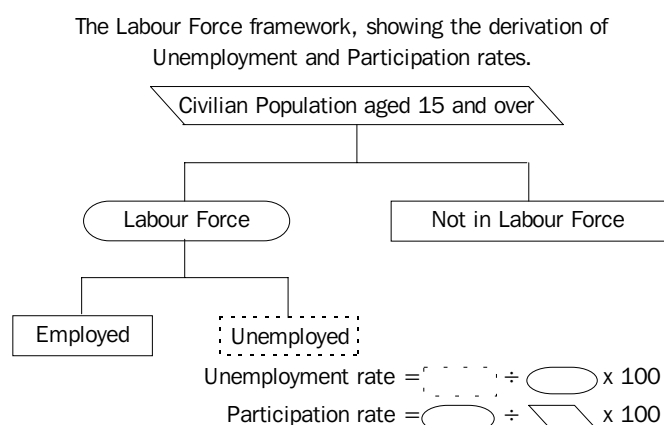 The Labour Force framework, showing the derivation of
Unemployment and Participation rates.
Civilian Population aged 15 and over
Labour Force
Not in Labour Force
Employed
Unemployed
Unemployment rate = ÷ x 100
Participation rate = ÷ x 100